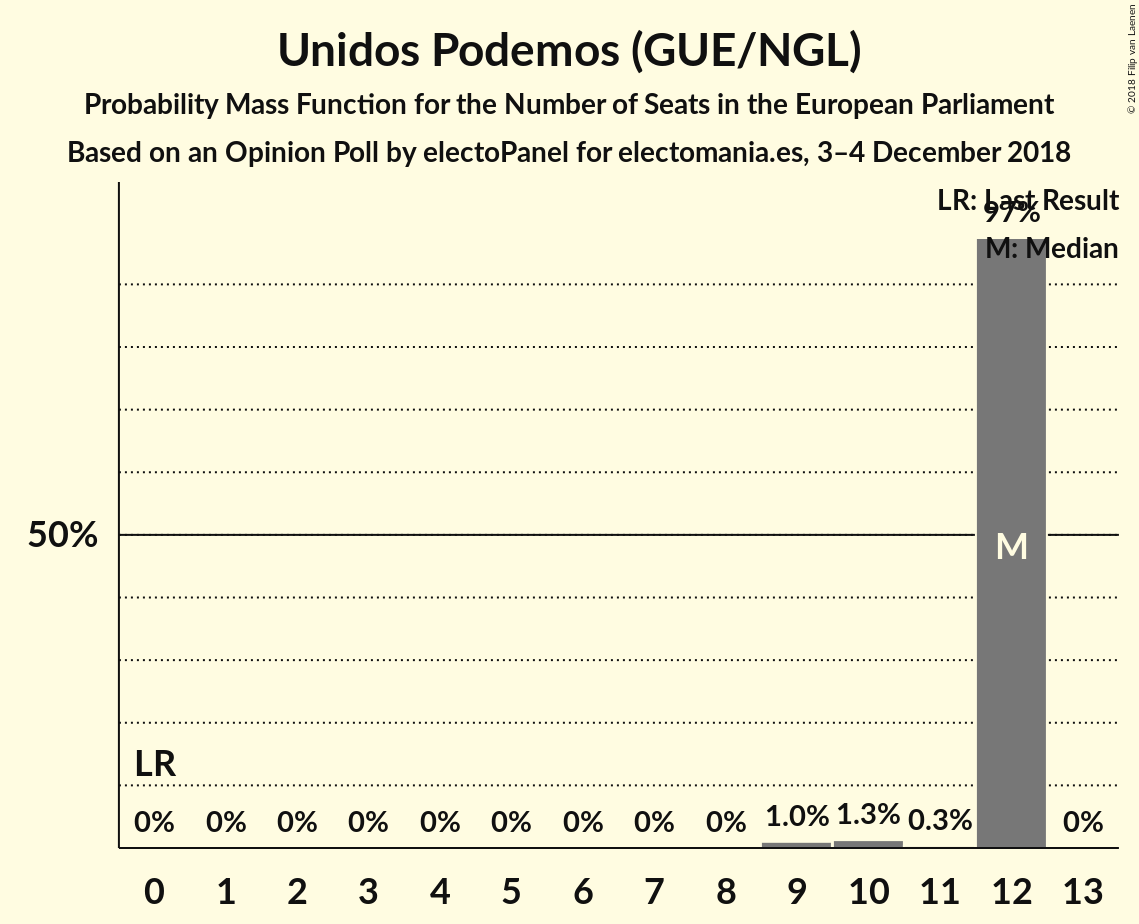 Unidos Podemos (GUE/NGL)
Probability Mass Function for the Number of Seats in the European Parliament
Based on an Opinion Poll by electoPanel for electomania.es, 3–4 December 2018
© 2018 Filip van Laenen
LR: Last Result
97%
M: Median
50%
M
LR
0% 0% 0% 0% 0% 0% 0% 0% 0% 1.0% 1.3% 0.3% 0%
0 1 2 3 4 5 6 7 8 9 10 11 12 13